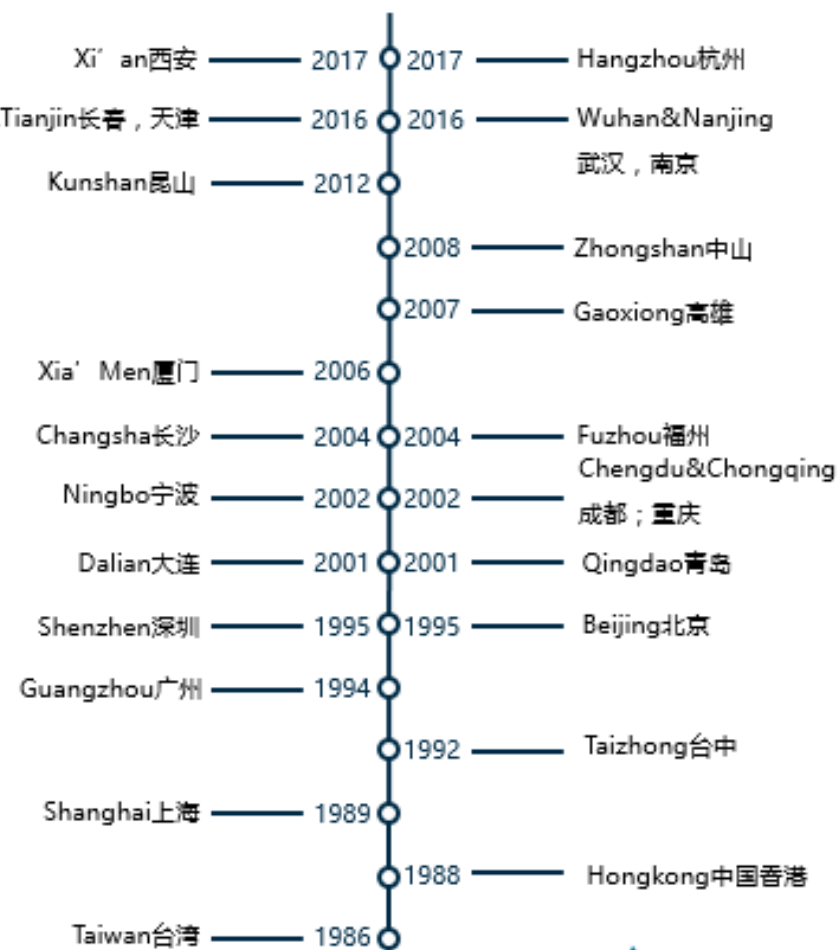 Xi’an西安 2017 2017 Hangzhou杭州
Tianjin长春，天津 2016 2016 Wuhan&Nanjing
武汉，南京
Kunshan昆山 2012
2008 Zhongshan中山
2007 Gaoxiong高雄
Xia’Men厦门 2006
Changsha长沙 2004 2004 Fuzhou福州
Chengdu&Chongqing
Ningbo宁波 2002 2002
成都；重庆
Dalian大连 2001 2001 Qingdao青岛
Shenzhen深圳 1995 1995 Beijing北京
Guangzhou广州 1994
1992 Taizhong台中
Shanghai上海 1989
1988 Hongkong中国香港
Taiwan台湾 1986